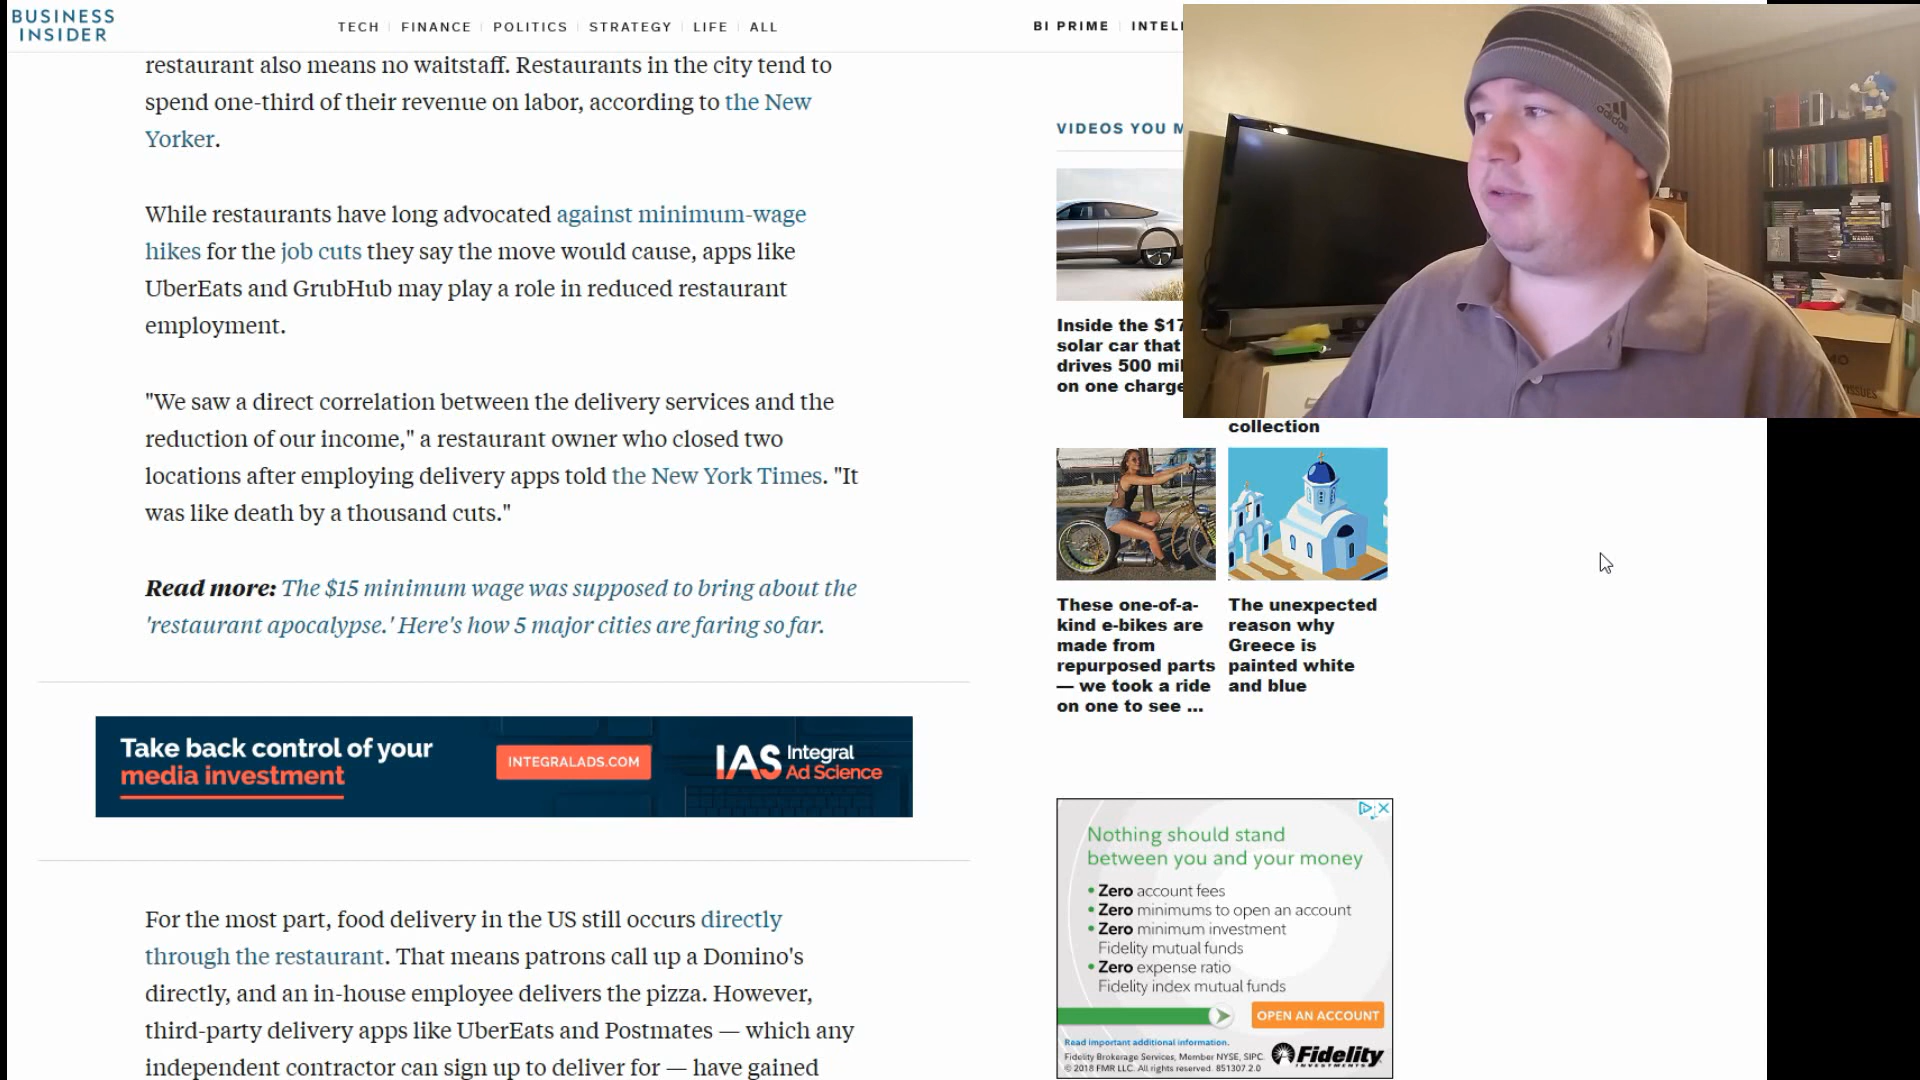 BUSINESS
INSIDER
TECH FINANCE POLITICS STRATEGY LIFE ALL
BI PRIME INTELL
restaurant also means no waitstaff. Restaurants in the city tend to
spend one-third of their revenue on labor, according to the New
Yorker.
While restaurants have long advocated against minimum-wage
hikes for the job cuts they say the move would cause, apps like
UberEats and GrubHub may play a role in reduced restaurant
employment.
"We saw a direct correlation between the delivery services and the
reduction of our income," a restaurant owner who closed two
locations after employing delivery apps told the New York Times. "It
was like death by a thousand cuts."
Read more: The $15 minimum wage was supposed to bring about the
'restaurant apocalypse.' Here's how 5 major cities are faring so far.
Take back control of your
media investment
INTEGRALADS.COM
IAS Integral
Ad Science
For the most part, food delivery in the US still occurs directly
through the restaurant. That means patrons call up a Domino's
directly, and an in-house employee delivers the pizza. However,
third-party delivery apps like UberEats and Postmates — which any
independent contractor can sign up to deliver for — have gained
VIDEOS YOU M
Inside the $17
solar car that
drives 500 mil
on one charge
collection
These one-of-a-
kind e-bikes are
made from
repurposed parts
— we took a ride
on one to see ...
The unexpected
reason why
Greece is
painted white
and blue
Nothing should stand
between you and your money
• Zero account fees
• Zero minimums to open an account
• Zero minimum investment
Fidelity mutual funds
• Zero expense ratio
Fidelity index mutual funds
OPEN AN ACCOUNT
Read important additional information.
Fidelity Brokerage Services, Member NYSE, SIPC.
© 2018 FMR LLC. All rights reserved. 851307.2.0
Fidelity
INVESTMENTS
adidas